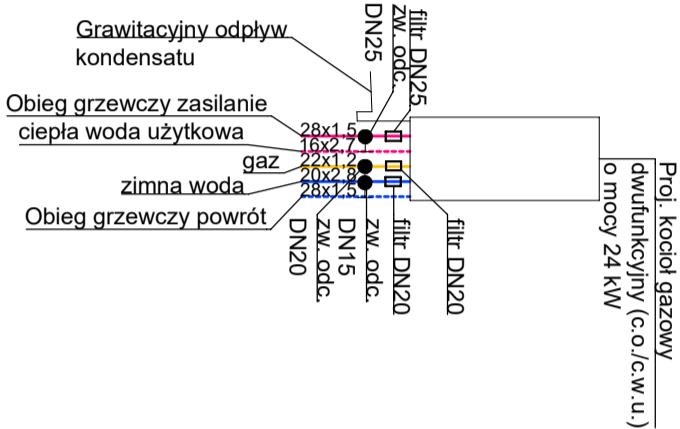 Grawitacyjny odpływ
kondensatu
Obieg grzewczy zasilanie
ciepła woda użytkowa
gaz
zimna woda
Obieg grzewczy powrót
28x1,5
16x2,7
22x1,2
20x2,8
28x1,5
filtr DN25
zw. odc.
DN25
filtr DN20
filtr DN20
zw. odc.
DN15
zw. odc.
DN20
Proj. kocioł gazowy
dwufunkcyjny (c.o./c.w.u.)
o mocy 24 kW